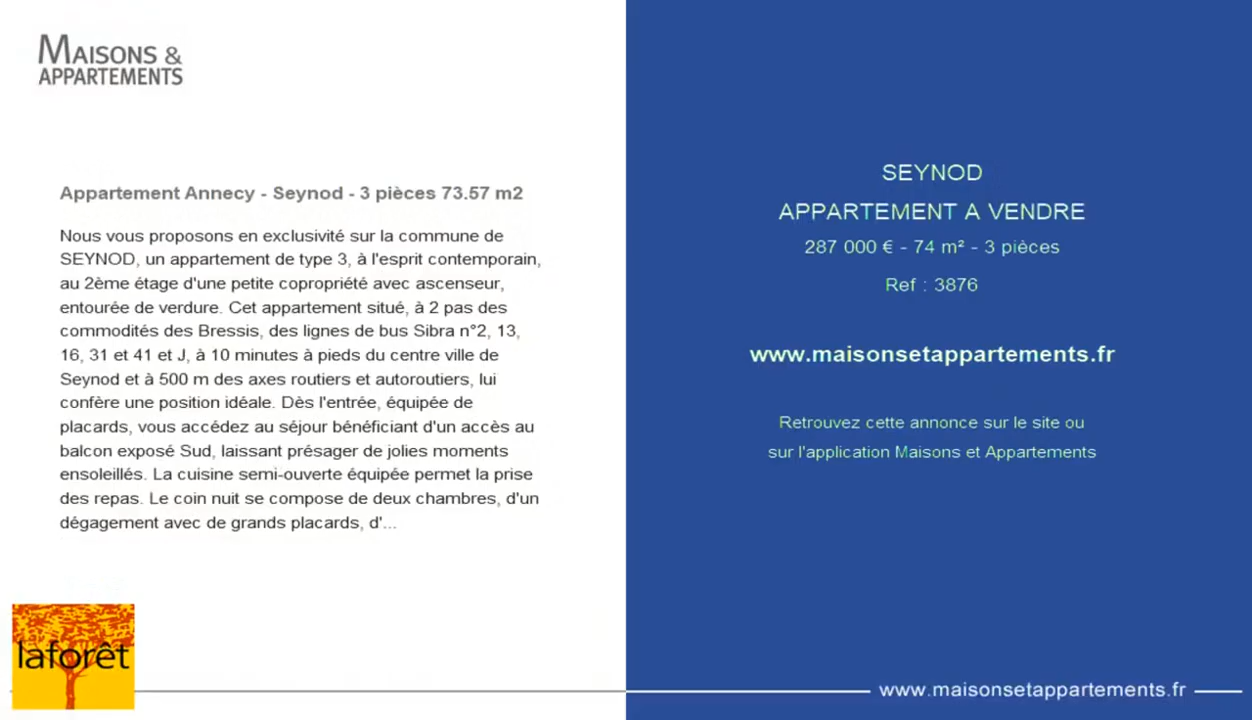 MAISONS &
APPARTEMENTS
Appartement Annecy - Seynod - 3 pièces 73.57 m2
Nous vous proposons en exclusivité sur la commune de
SEYNOD, un appartement de type 3, à l'esprit contemporain,
au 2ème étage d'une petite copropriété avec ascenseur,
entourée de verdure. Cet appartement situé, à 2 pas des
commodités des Bressis, des lignes de bus Sibra n°2, 13,
16, 31 et 41 et J, à 10 minutes à pieds du centre ville de
Seynod et à 500 m des axes routiers et autoroutiers, lui
confère une position idéale. Dès l'entrée, équipée de
placards, vous accédez au séjour bénéficiant d'un accès au
balcon exposé Sud, laissant présager de jolies moments
ensoleillés. La cuisine semi-ouverte équipée permet la prise
des repas. Le coin nuit se compose de deux chambres, d'un
dégagement avec de grands placards, d'...
laforêt
SEYNOD
APPARTEMENT A VENDRE
287 000 € - 74 m² - 3 pièces
Ref : 3876
www.maisonsetappartements.fr
Retrouvez cette annonce sur le site ou
sur l'application Maisons et Appartements
www.maisonsetappartements.fr